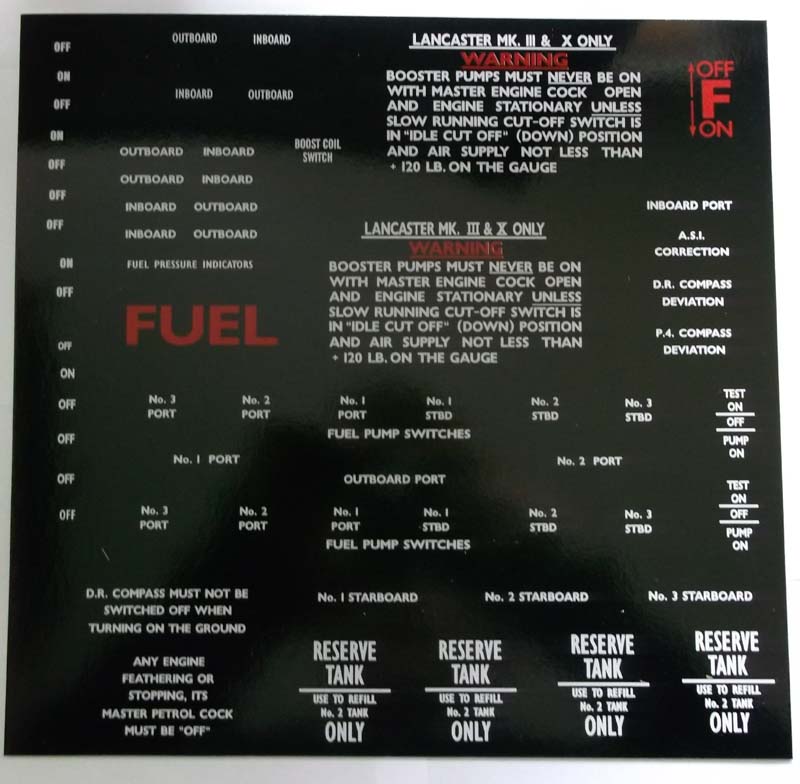 OFF
OUTBOARD INBOARD
ON
OFF
INBOARD OUTBOARD
ON
OFF
OUTBOARD INBOARD
BOOST COIL
SWITCH
OUTBOARD INBOARD
OFF
INBOARD OUTBOARD
OFF
INBOARD OUTBOARD
ON
FUEL PRESSURE INDICATORS
OFF
FUEL
OFF
ON
LANCASTER MK. III & X ONLY
WARNING
BOOSTER PUMPS MUST NEVER BE ON
WITH MASTER ENGINE COCK OPEN
AND ENGINE STATIONARY UNLESS
SLOW RUNNING CUT-OFF SWITCH IS
IN "IDLE CUT OFF" (DOWN) POSITION
AND AIR SUPPLY NOT LESS THAN
+ 120 LB. ON THE GAUGE
OFF
F
ON
LANCASTER MK. III & X ONLY
WARNING
BOOSTER PUMPS MUST NEVER BE ON
WITH MASTER ENGINE COCK OPEN
AND ENGINE STATIONARY UNLESS
SLOW RUNNING CUT-OFF SWITCH IS
IN "IDLE CUT OFF" (DOWN) POSITION
AND AIR SUPPLY NOT LESS THAN
+ 120 LB. ON THE GAUGE
INBOARD PORT
A.S.I.
CORRECTION
D.R. COMPASS
DEVIATION
P.4. COMPASS
DEVIATION
OFF
No. 3 No. 2 No. 1 No. 1 No. 2 No. 3
PORT PORT PORT STBD STBD STBD
FUEL PUMP SWITCHES
TEST
ON
OFF
PUMP
ON
OFF
No. 1 PORT No. 2 PORT
OFF
OUTBOARD PORT
OFF
No. 3 No. 2 No. 1 No. 1 No. 2 No. 3
PORT PORT PORT STBD STBD STBD
FUEL PUMP SWITCHES
TEST
ON
OFF
PUMP
ON
D.R. COMPASS MUST NOT BE
SWITCHED OFF WHEN
TURNING ON THE GROUND
No. 1 STARBOARD No. 2 STARBOARD No. 3 STARBOARD
ANY ENGINE
FEATHERING OR
STOPPING, ITS
MASTER PETROL COCK
MUST BE "OFF"
RESERVE
TANK
USE TO REFILL
No. 2 TANK
ONLY
RESERVE
TANK
USE TO REFILL
No. 2 TANK
ONLY
RESERVE
TANK
USE TO REFILL
No. 2 TANK
ONLY
RESERVE
TANK
USE TO REFILL
No. 2 TANK
ONLY